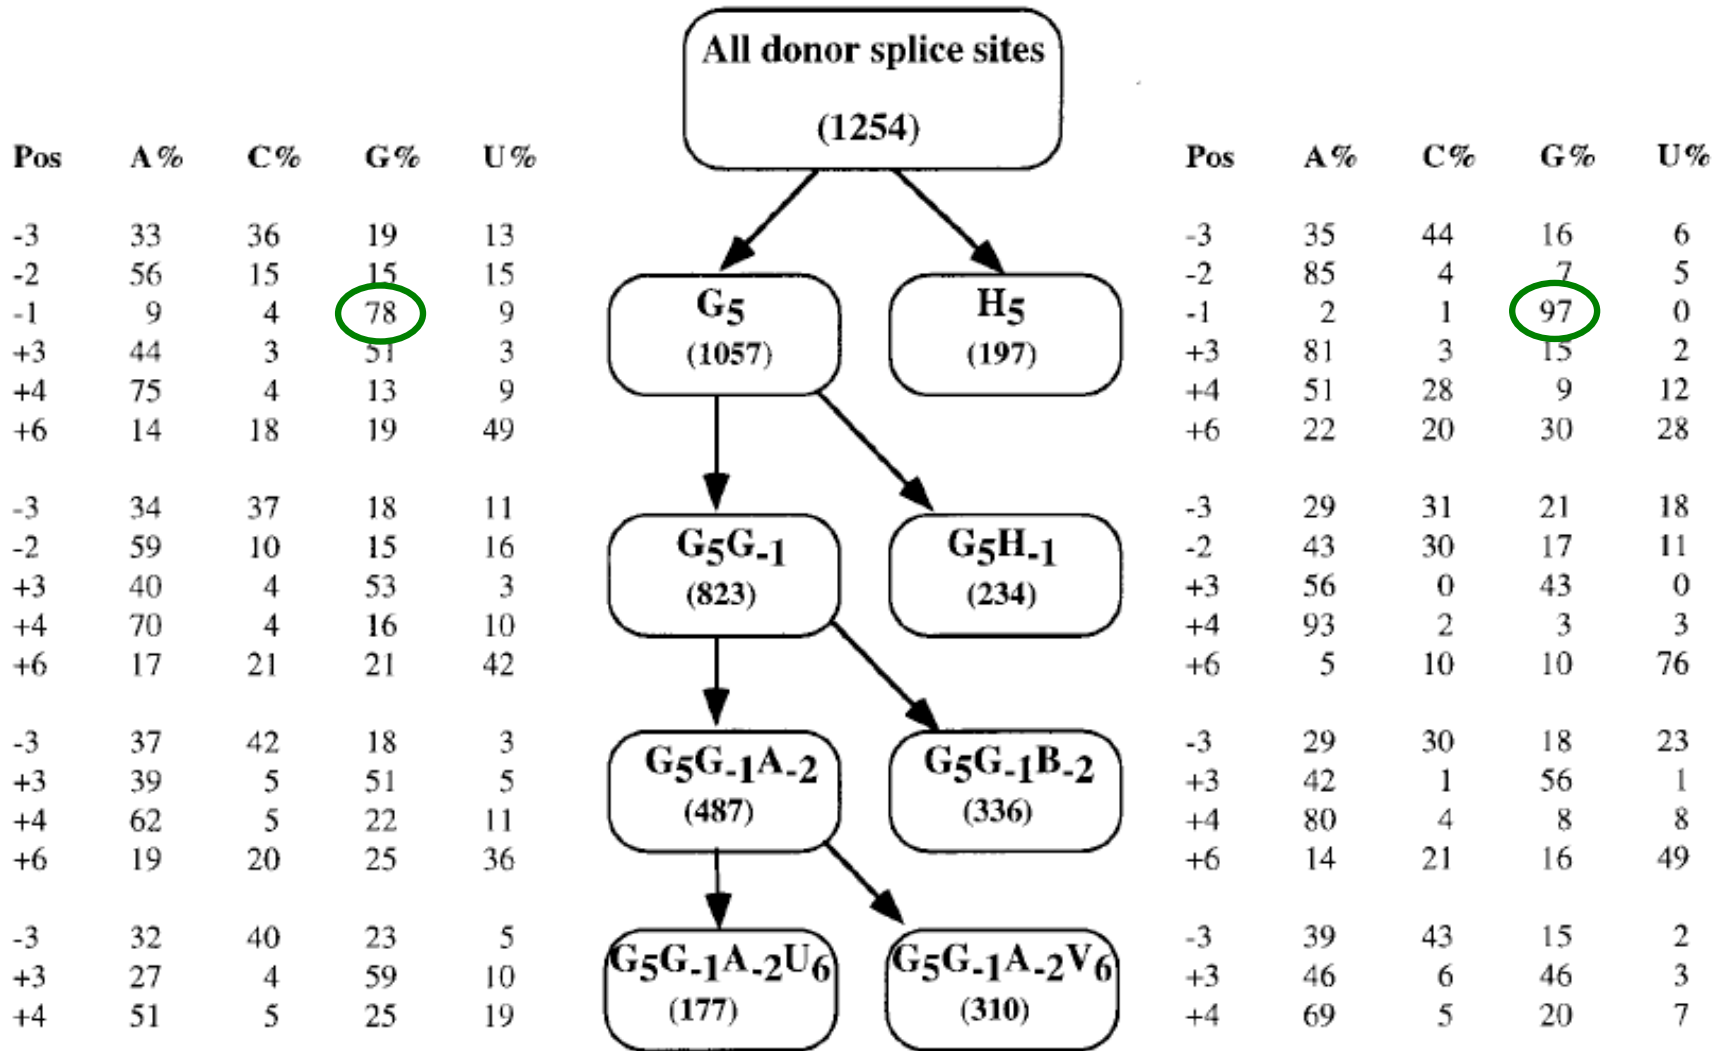 All donor splice sites
(1254)
Pos A% C% G% U% Pos A% C% G% U%
-3 33 36 19 13 -3 35 44 16 6
-2 56 15 15 15 G5 H5 -2 85 4 7 5
-1 9 4 78 9 -1 2 1 97 0
+3 44 3 51 3 (1057) (197) +3 81 3 15 2
+4 75 4 13 9 +4 51 28 9 12
+6 14 18 19 49 +6 22 20 30 28
-3 34 37 18 11 -3 29 31 21 18
-2 59 10 15 16 G5G-1 G5H-1 -2 43 30 17 11
+3 40 4 53 3 (823) (234) +3 56 0 43 0
+4 70 4 16 10 +4 93 2 3 3
+6 17 21 21 42 +6 5 10 10 76
-3 37 42 18 3 G5G-1A-2 G5G-1B-2 -3 29 30 18 23
+3 39 5 51 5 +3 42 1 56 1
+4 62 5 22 11 (487) (336) +4 80 4 8 8
+6 19 20 25 36 +6 14 21 16 49
-3 32 40 23 5 G5G-1A-2U6 G5G-1A-2V6 -3 39 43 15 2
+3 27 4 59 10 +3 46 6 46 3
+4 51 5 25 19 (177) (310) +4 69 5 20 7